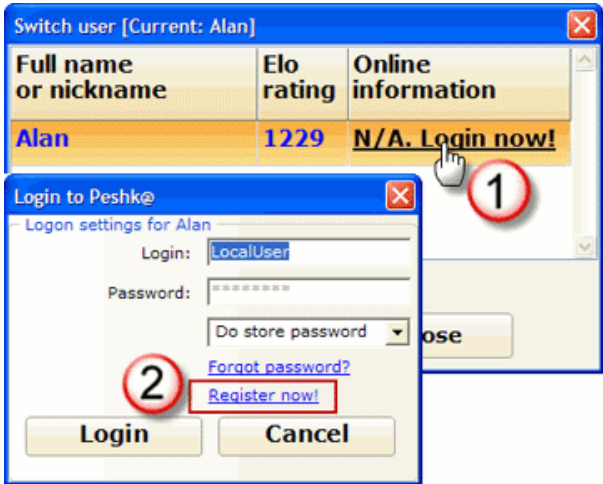 Switch user [Current: Alan]
Full name
or nickname
Elo
rating
Online
information
Alan
1229
N/A. Login now!
1
Login to Peshk@
Logon settings for Alan
Login:
LocalUser
Password:
********
Do store password
ose
Forgot password?
2
Register now!
Login
Cancel